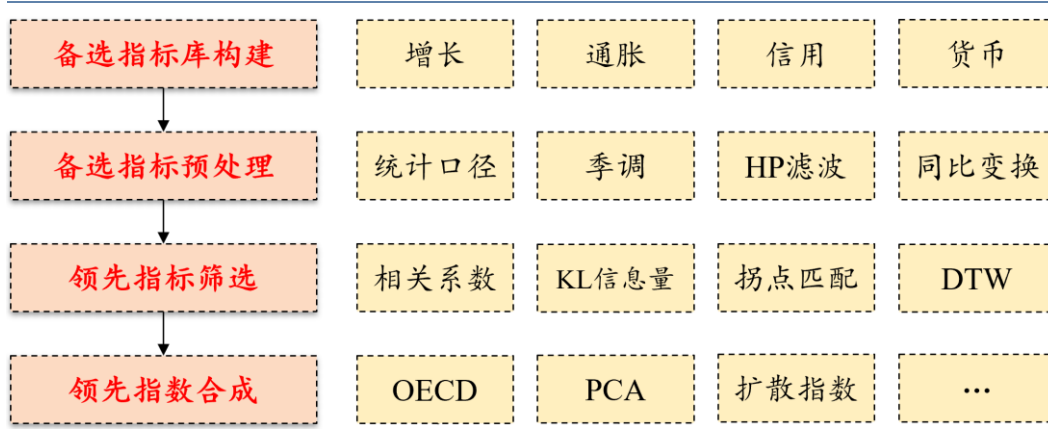 备选指标库构建 增长 通胀 信用 货币
备选指标预处理 统计口径 季调 HP滤波 同比变换
领先指标筛选 相关系数 KL信息量 拐点匹配 DTW
领先指数合成 OECD PCA 扩散指数 …